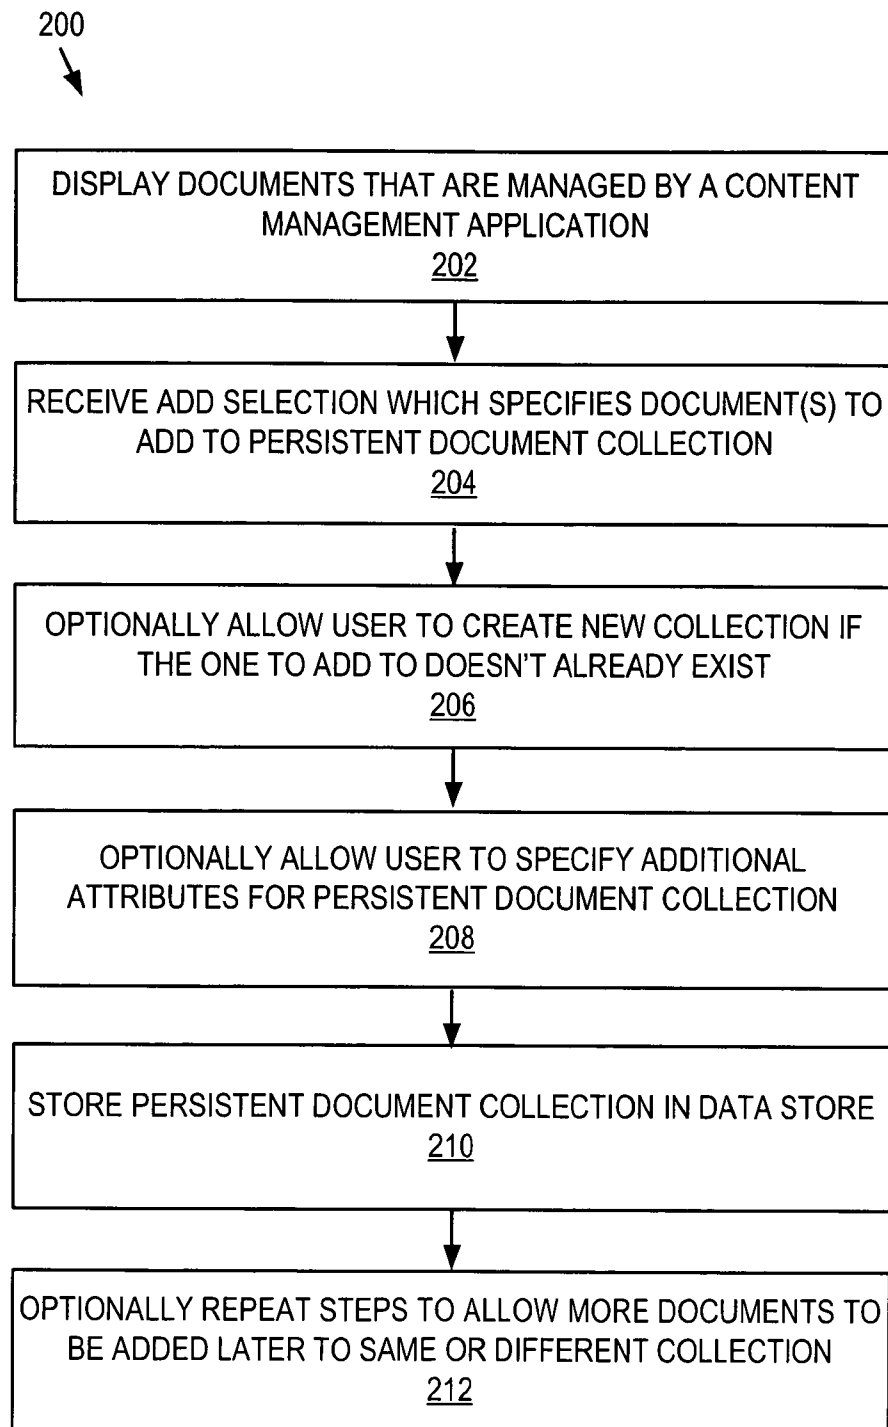 200
DISPLAY DOCUMENTS THAT ARE MANAGED BY A CONTENT
MANAGEMENT APPLICATION
202
RECEIVE ADD SELECTION WHICH SPECIFIES DOCUMENT(S) TO
ADD TO PERSISTENT DOCUMENT COLLECTION
204
OPTIONALLY ALLOW USER TO CREATE NEW COLLECTION IF
THE ONE TO ADD TO DOESN'T ALREADY EXIST
206
OPTIONALLY ALLOW USER TO SPECIFY ADDITIONAL
ATTRIBUTES FOR PERSISTENT DOCUMENT COLLECTION
208
STORE PERSISTENT DOCUMENT COLLECTION IN DATA STORE
210
OPTIONALLY REPEAT STEPS TO ALLOW MORE DOCUMENTS TO
BE ADDED LATER TO SAME OR DIFFERENT COLLECTION
212